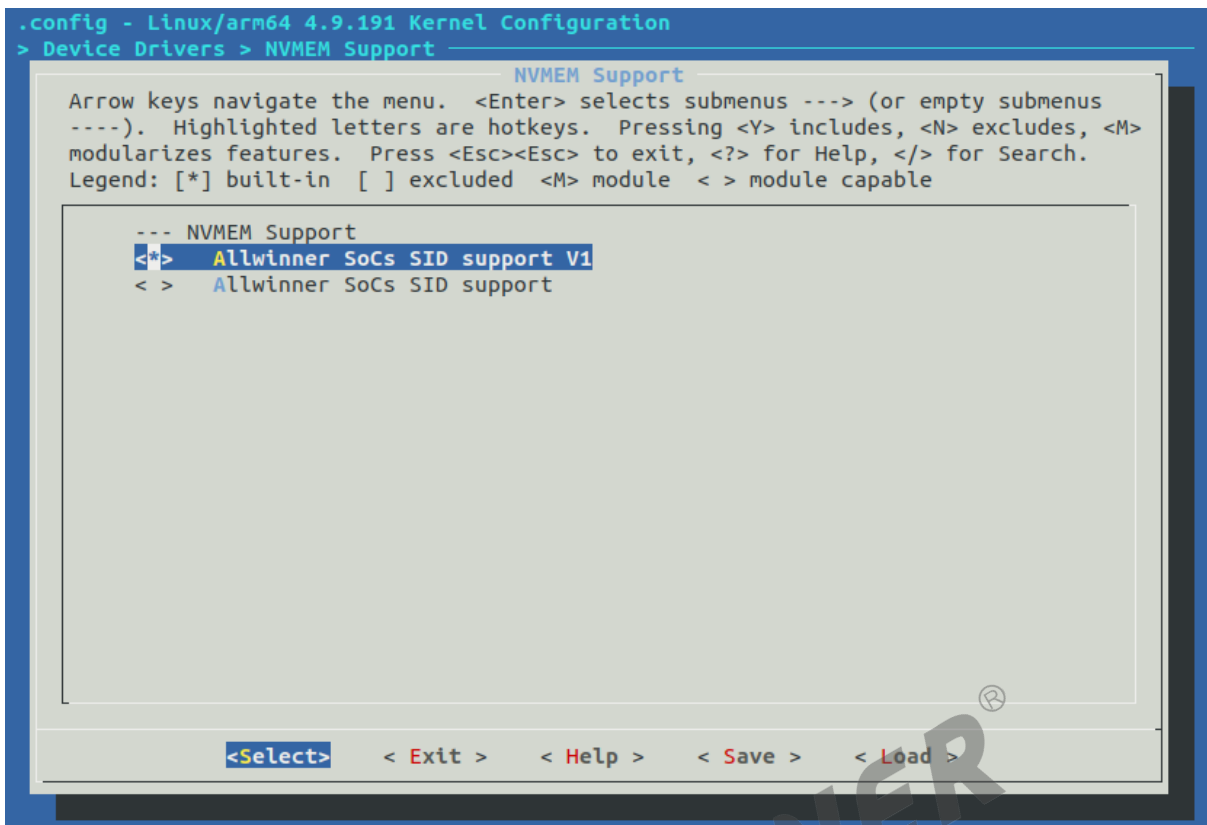 .config - Linux/arm64 4.9.191 Kernel Configuration
> Device Drivers > NVMEM Support
NVMEM Support
Arrow keys navigate the menu.  <Enter> selects submenus ---> (or empty submenus
----).  Highlighted letters are hotkeys.  Pressing <Y> includes, <N> excludes, <M>
modularizes features.  Press <Esc><Esc> to exit, <?> for Help, </> for Search.
Legend: [*] built-in  [ ] excluded  <M> module  < > module capable
--- NVMEM Support
<*>   Allwinner SoCs SID support V1
< >   Allwinner SoCs SID support
<Select>    < Exit >    < Help >    < Save >    < Load >